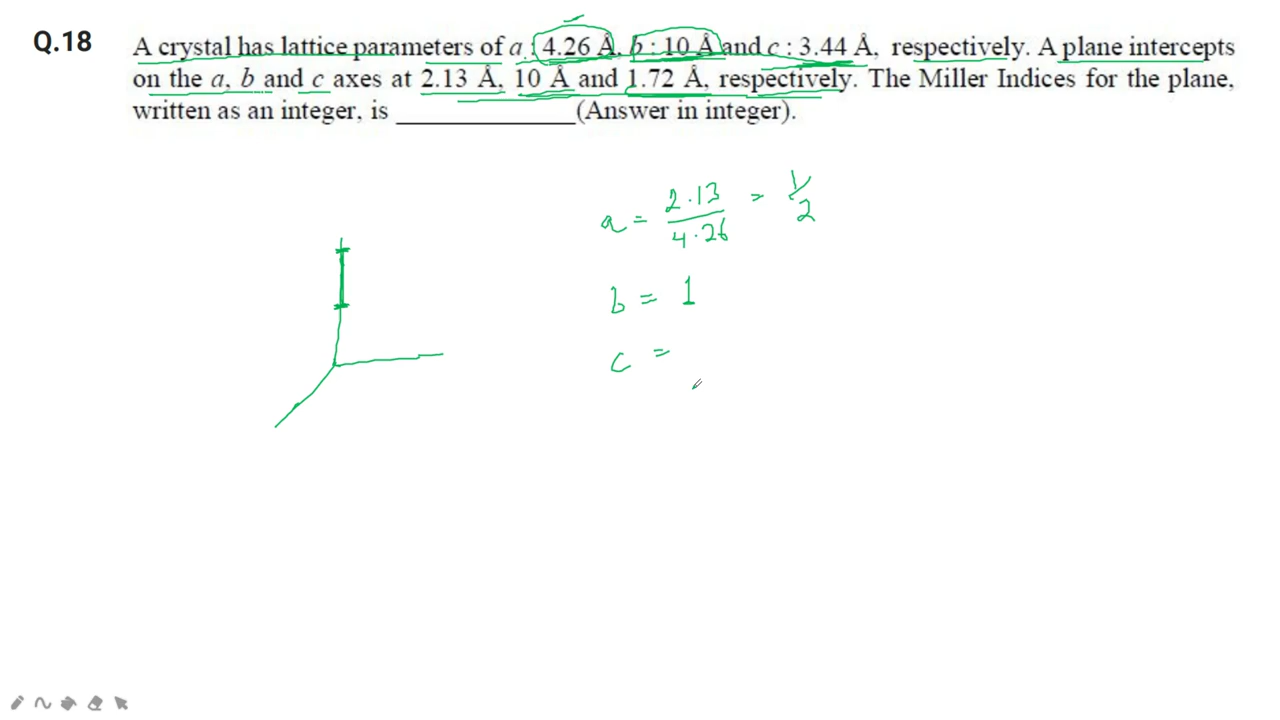 Q.18 A crystal has lattice parameters of a : 4.26 Å, b : 10 Å and c : 3.44 Å, respectively. A plane intercepts
on the a, b and c axes at 2.13 Å, 10 Å and 1.72 Å, respectively. The Miller Indices for the plane,
written as an integer, is _____________(Answer in integer).
a = 2.13/4.26 = 1/2
b = 1
c =